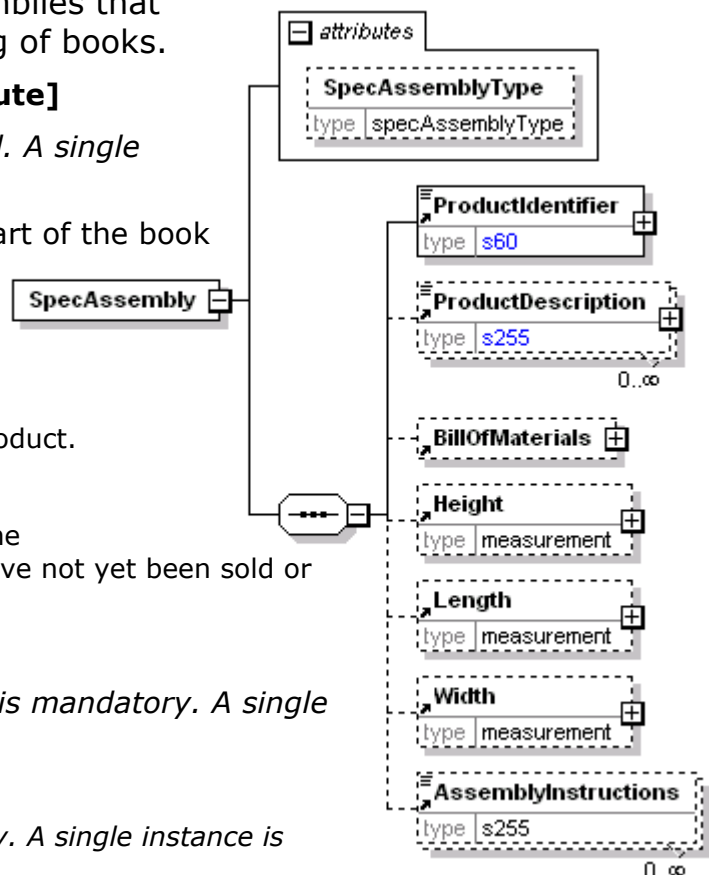 mblies that
g of books.
ute]
. A single
art of the book
oduct.
ne
ve not yet been sold or
is mandatory. A single
y. A single instance is
attributes
SpecAssemblyType
type specAssemblyType
SpecAssembly
ProductIdentifier
type s60
ProductDescription
type s255
0..∞
BillOfMaterials
Height
type measurement
Length
type measurement
Width
type measurement
AssemblyInstructions
type s255
0..∞